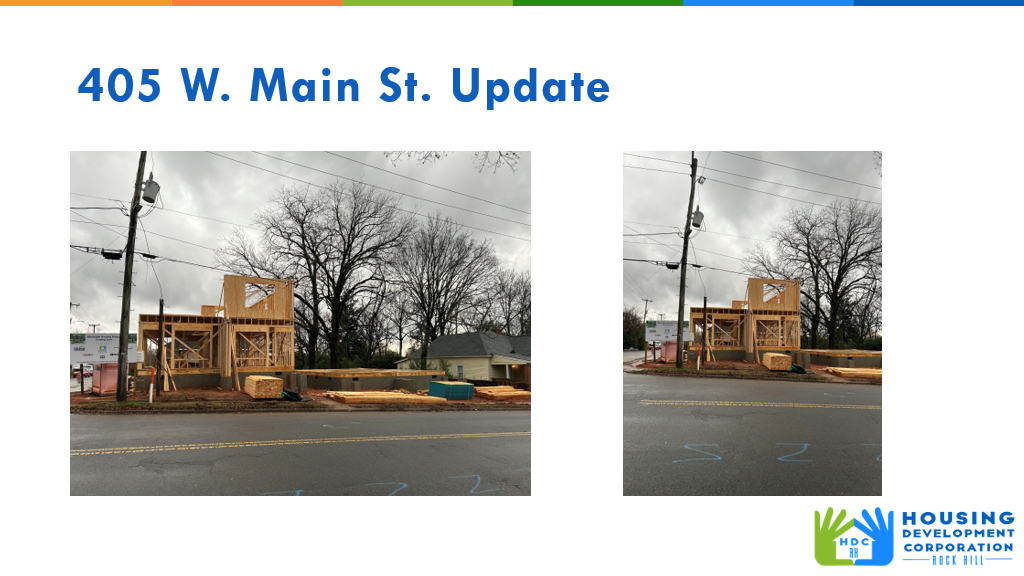 405 W. Main St. Update
HDC
RH
HOUSING
DEVELOPMENT
CORPORATION
ROCK HILL